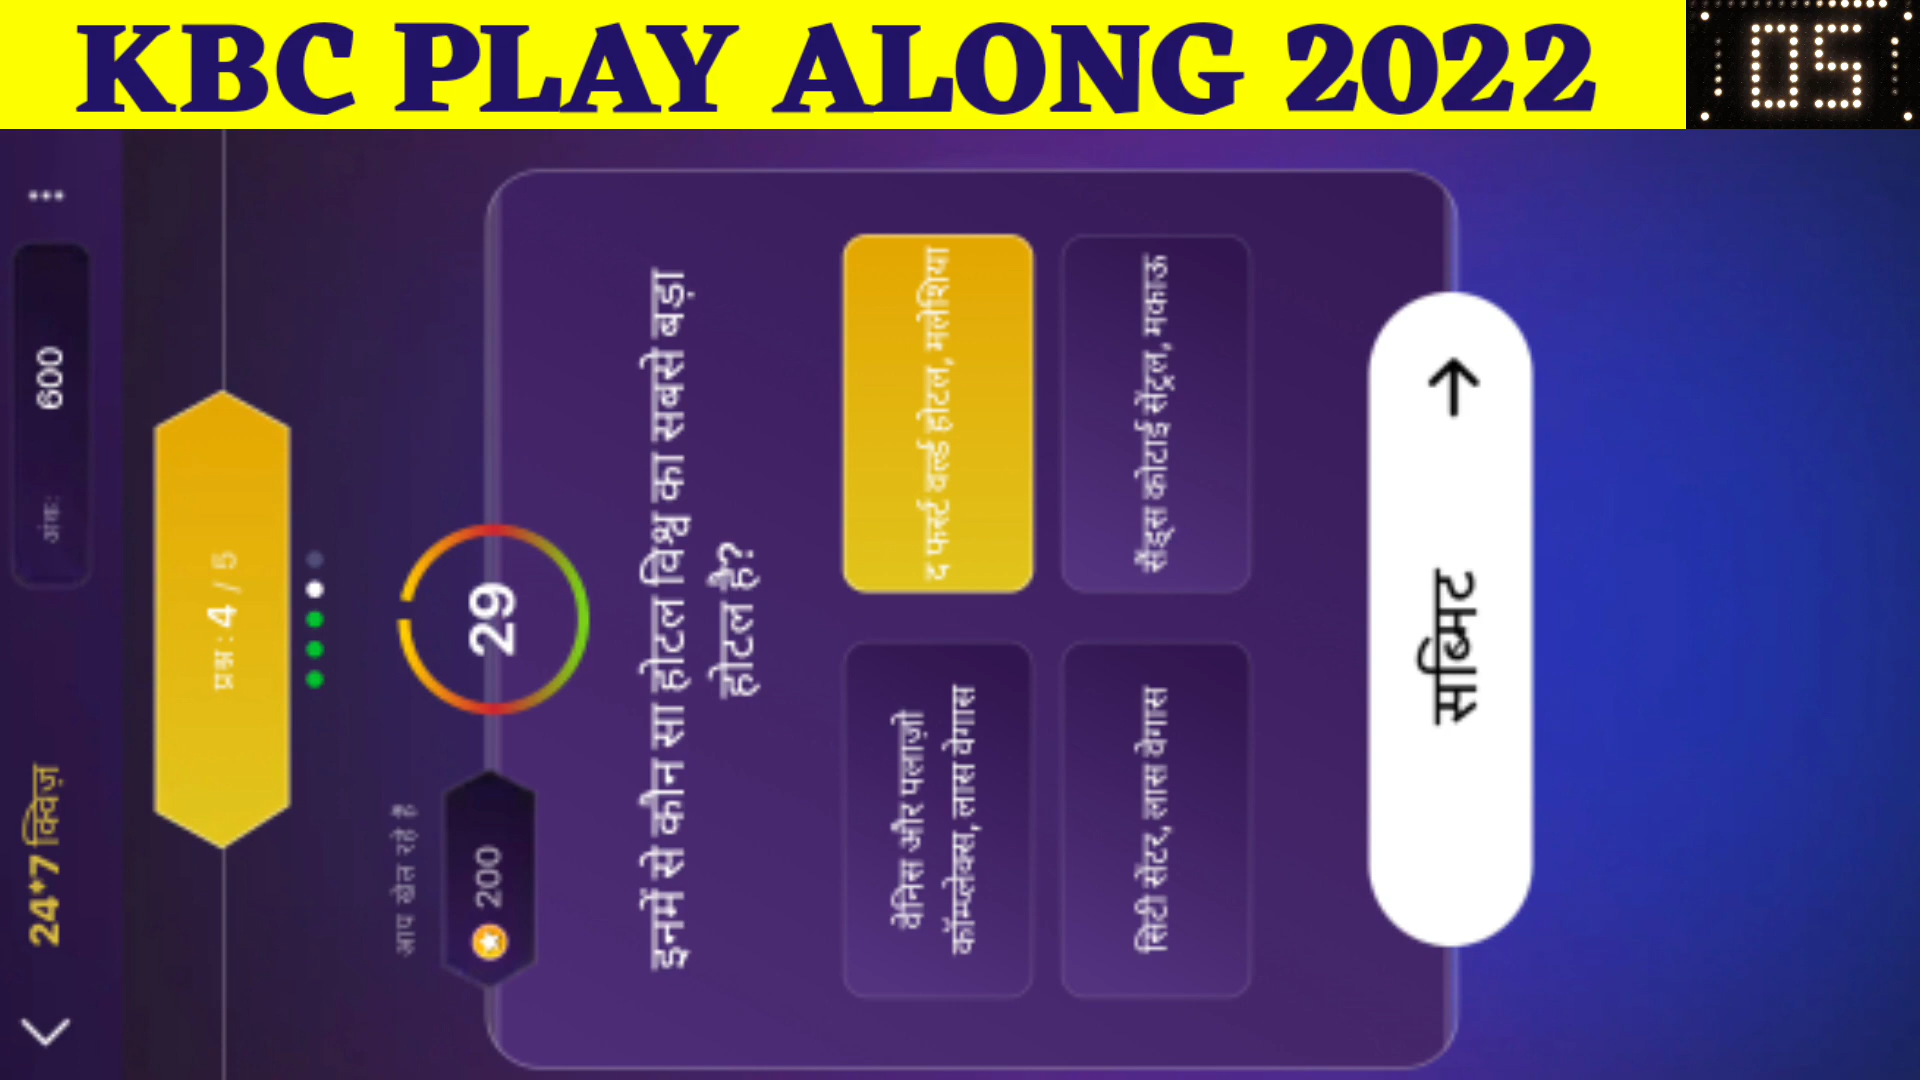 KBC PLAY ALONG 2022
05
24*7 क्विज़
अंक: 600
प्रश्न : 4 / 5
आप खेल रहे है
200
29
इनमें से कौन सा होटल विश्व का सबसे बड़ा
होटल है?
वेनिस और पलाज़ो
कॉम्प्लेक्स, लास वेगास
द फर्स्ट वर्ल्ड होटल, मलेशिया
सिटी सेंटर, लास वेगास
सैंड्स कोटाई सेंट्रल, मकाऊ
सब्मिट